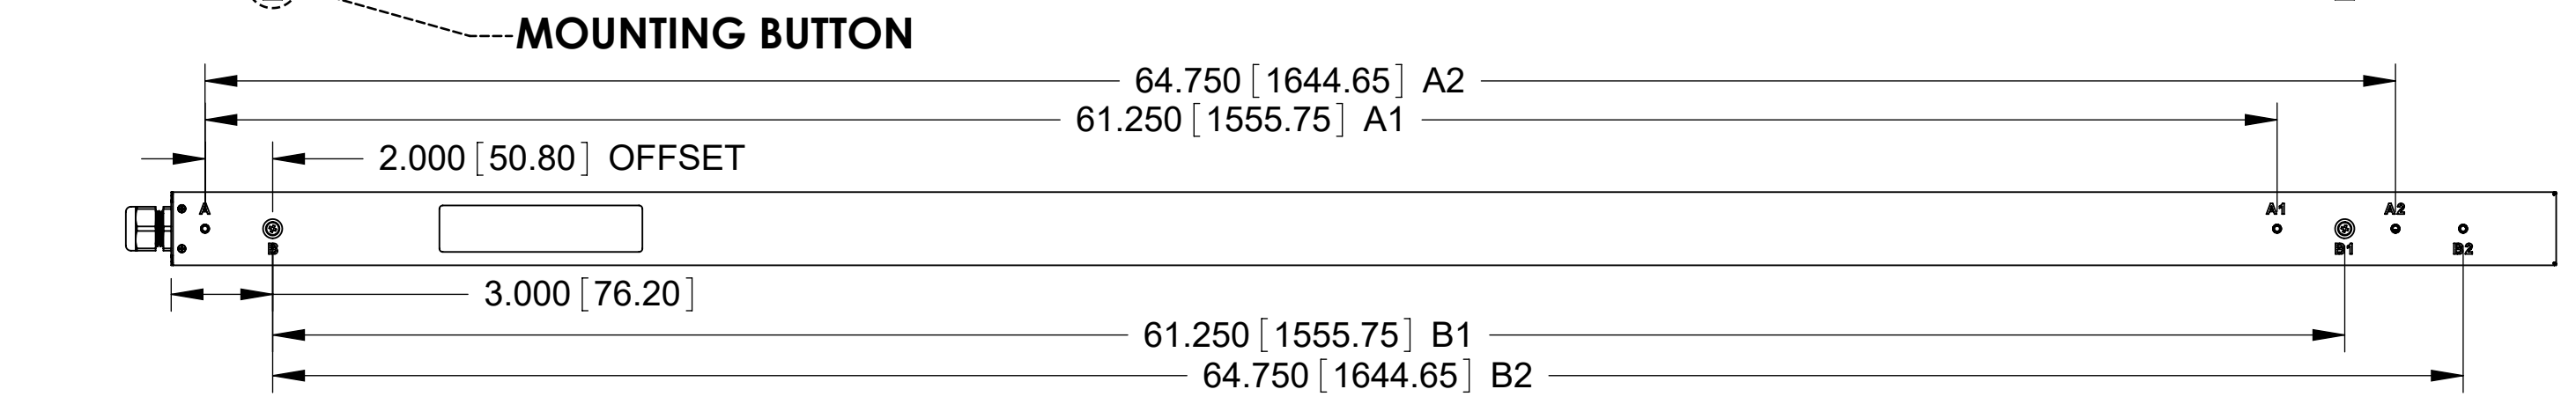 MOUNTING BUTTON
64.750 [1644.65] A2
61.250 [1555.75] A1
2.000 [50.80] OFFSET
A
A1
A2
B
B1
B2
3.000 [76.20]
61.250 [1555.75] B1
64.750 [1644.65] B2